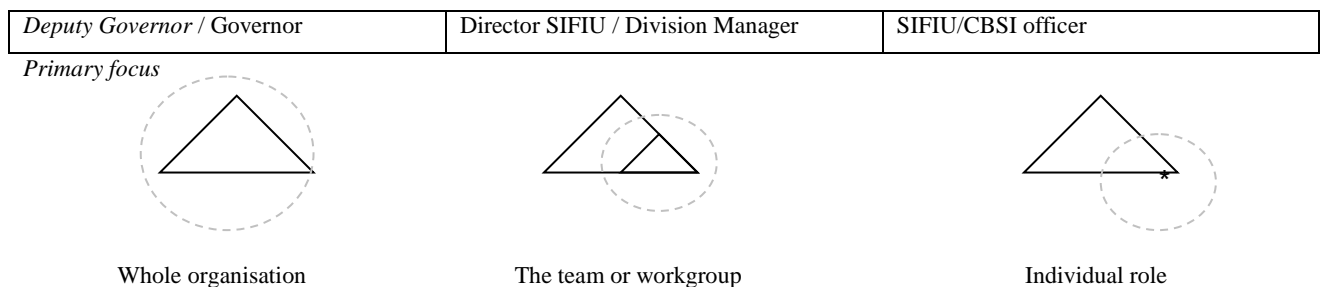 Deputy Governor / Governor
Director SIFIU / Division Manager
SIFIU/CBSI officer
Primary focus
*
Whole organisation
The team or workgroup
Individual role